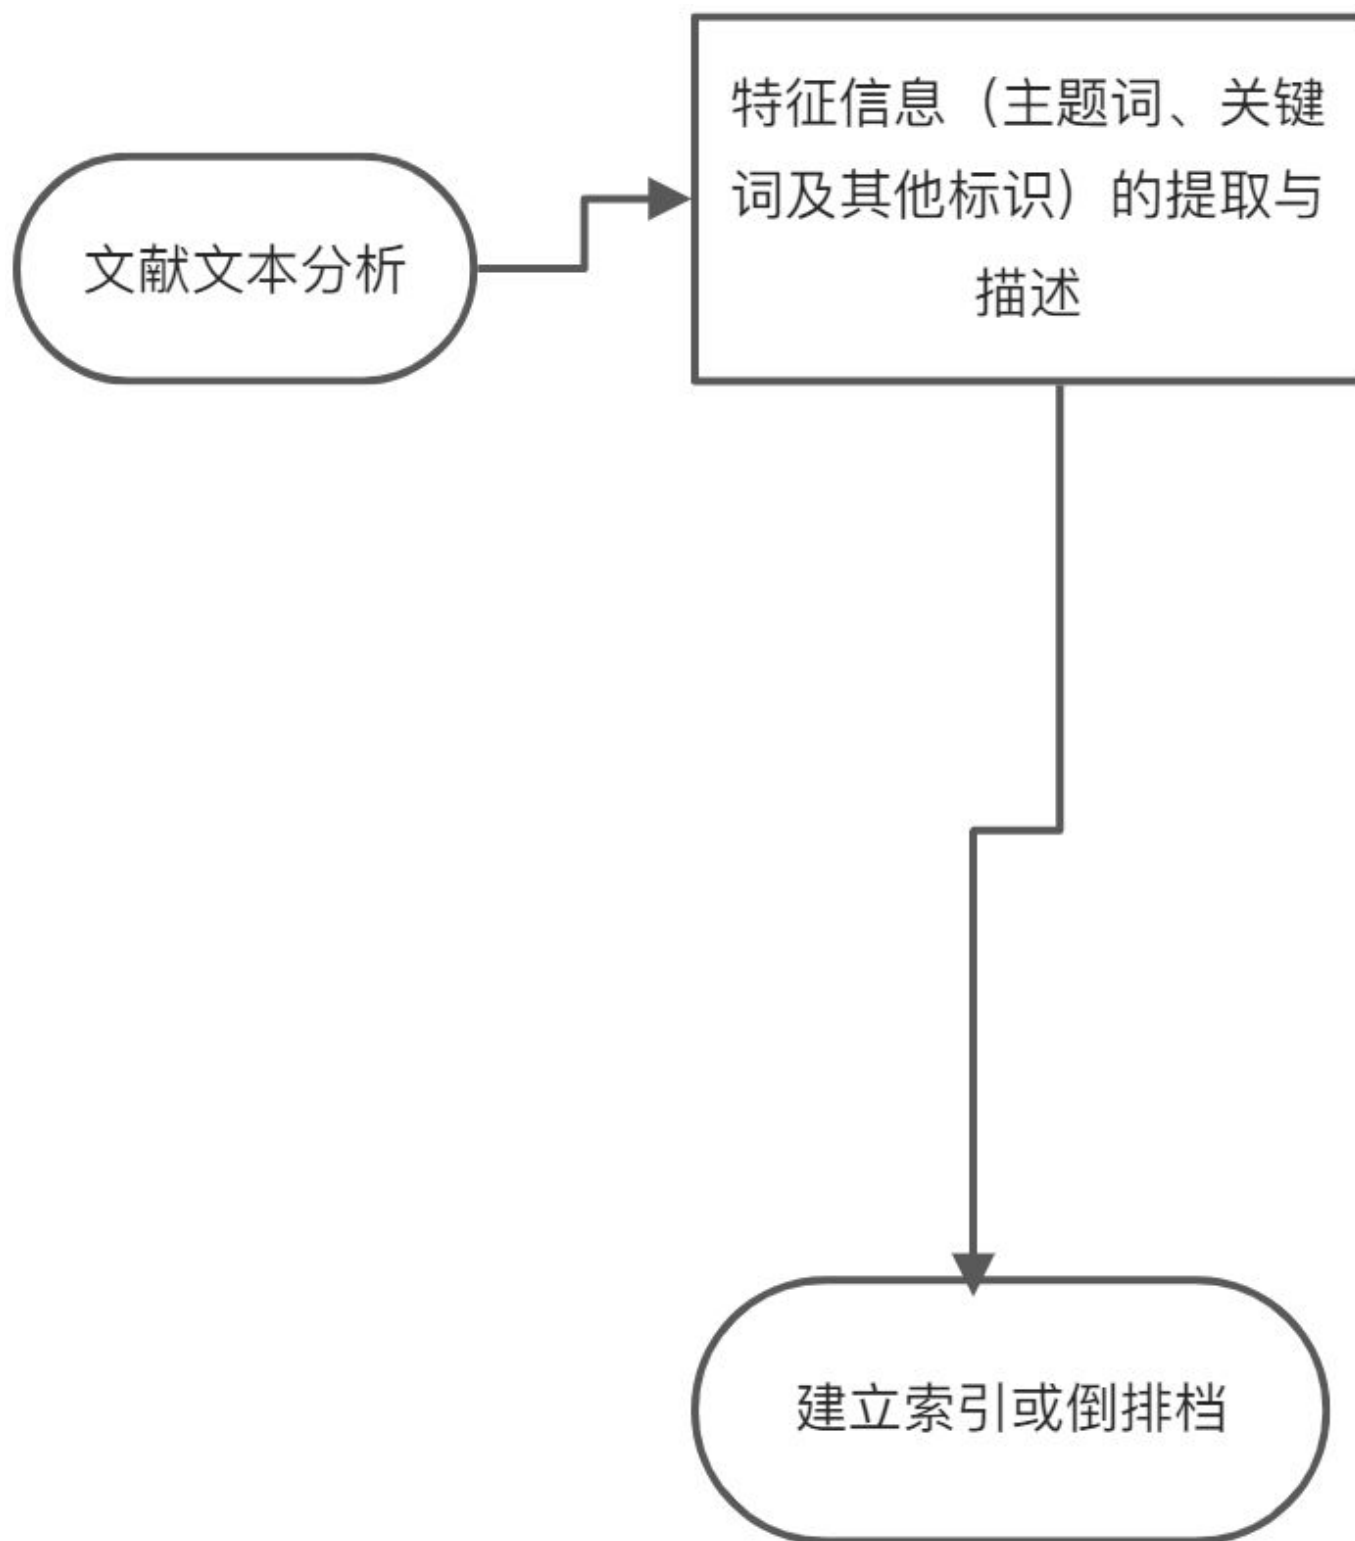 文献文本分析
特征信息（主题词、关键
词及其他标识）的提取与
描述
建立索引或倒排档